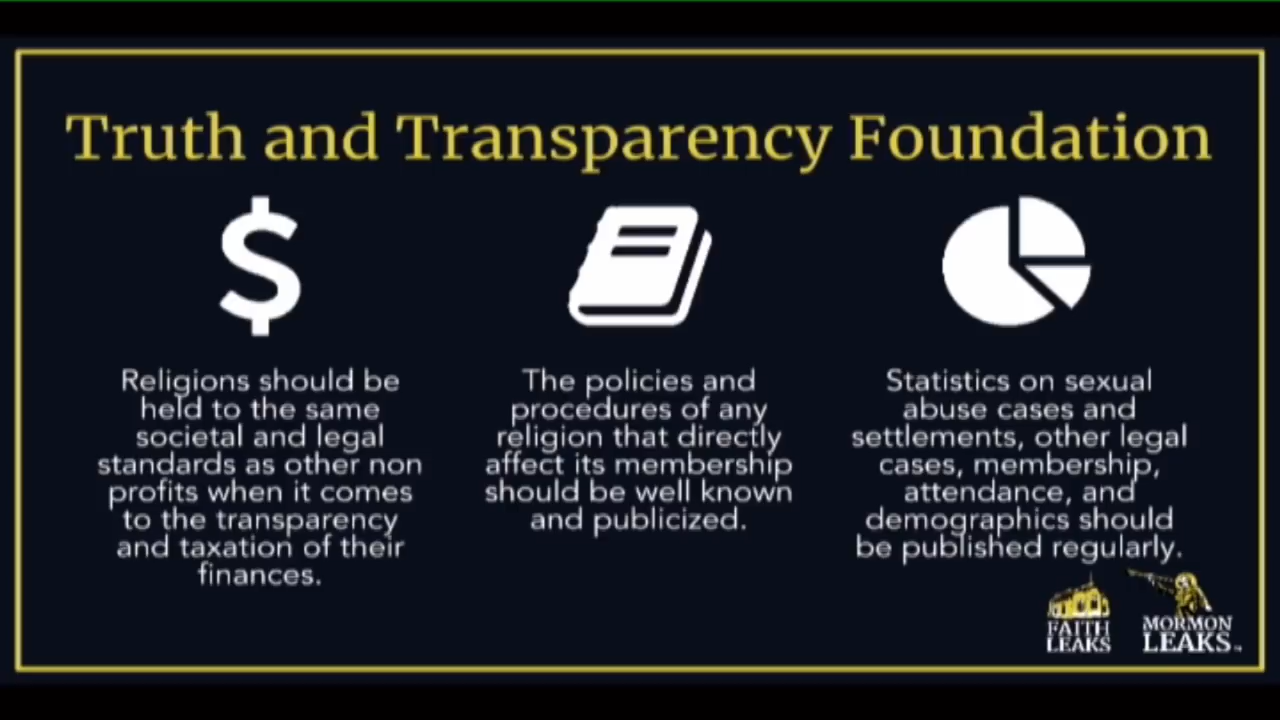 Truth and Transparency Foundation
Religions should be
held to the same
societal and legal
standards as other non
profits when it comes
to the transparency
and taxation of their
finances.
The policies and
procedures of any
religion that directly
affect its membership
should be well known
and publicized.
Statistics on sexual
abuse cases and
settlements, other legal
cases, membership,
attendance, and
demographics should
be published regularly.
FAITH
LEAKS
MORMON
LEAKS